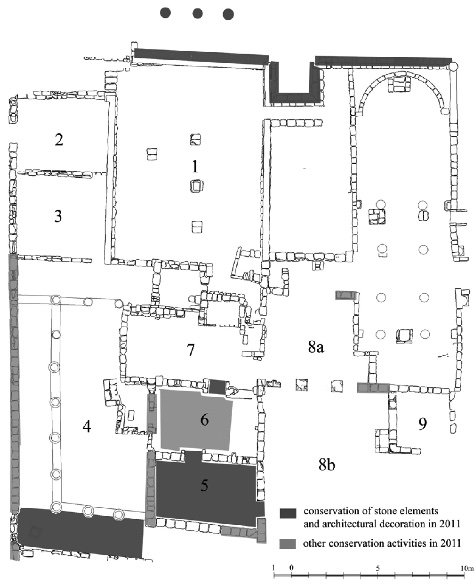 1
2
3
7
8a
6
9
4
5
8b
conservation of stone elements
and architectural decoration in 2011
other conservation activities in 2011
1 0 5 10m